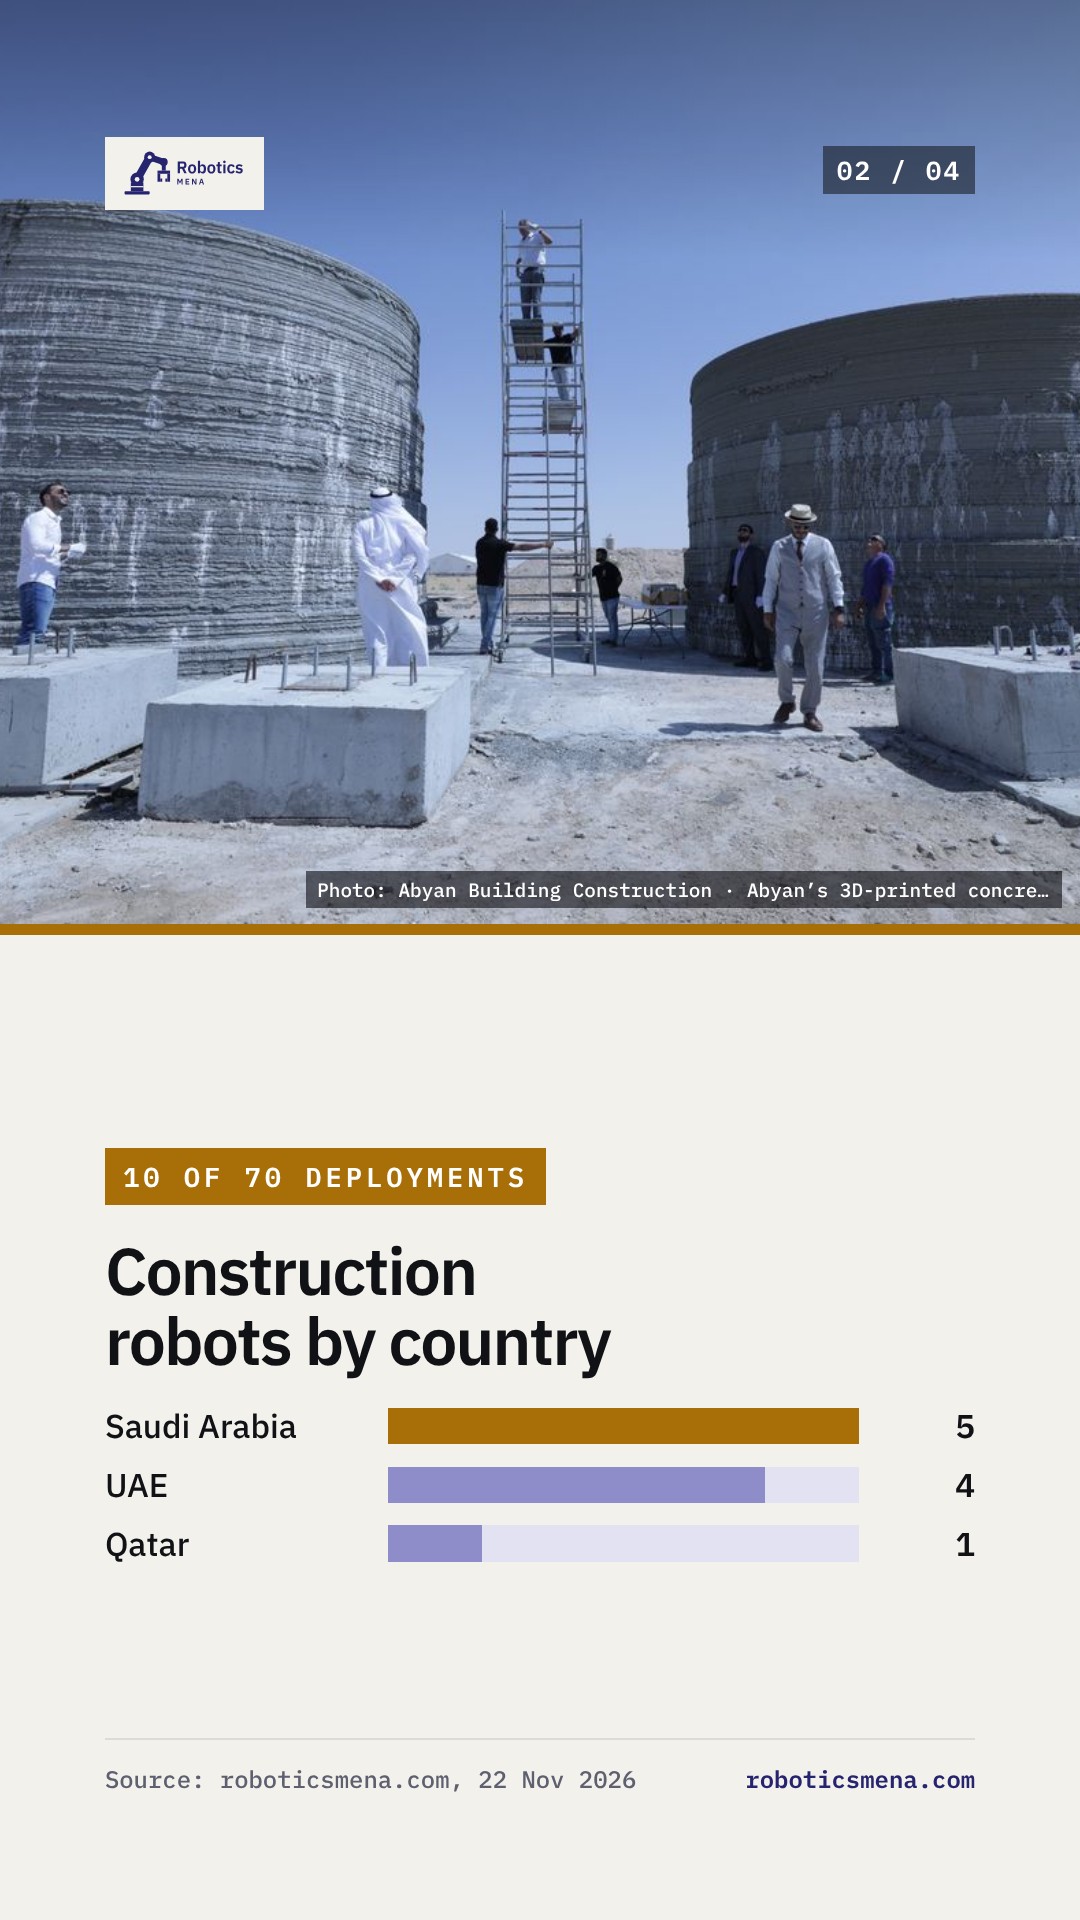 Robotics
MENA
02 / 04
Photo: Abyan Building Construction · Abyan’s 3D-printed concre…
10 OF 70 DEPLOYMENTS
Construction
robots by country
Saudi Arabia 5
UAE 4
Qatar 1
Source: roboticsmena.com, 22 Nov 2026
roboticsmena.com